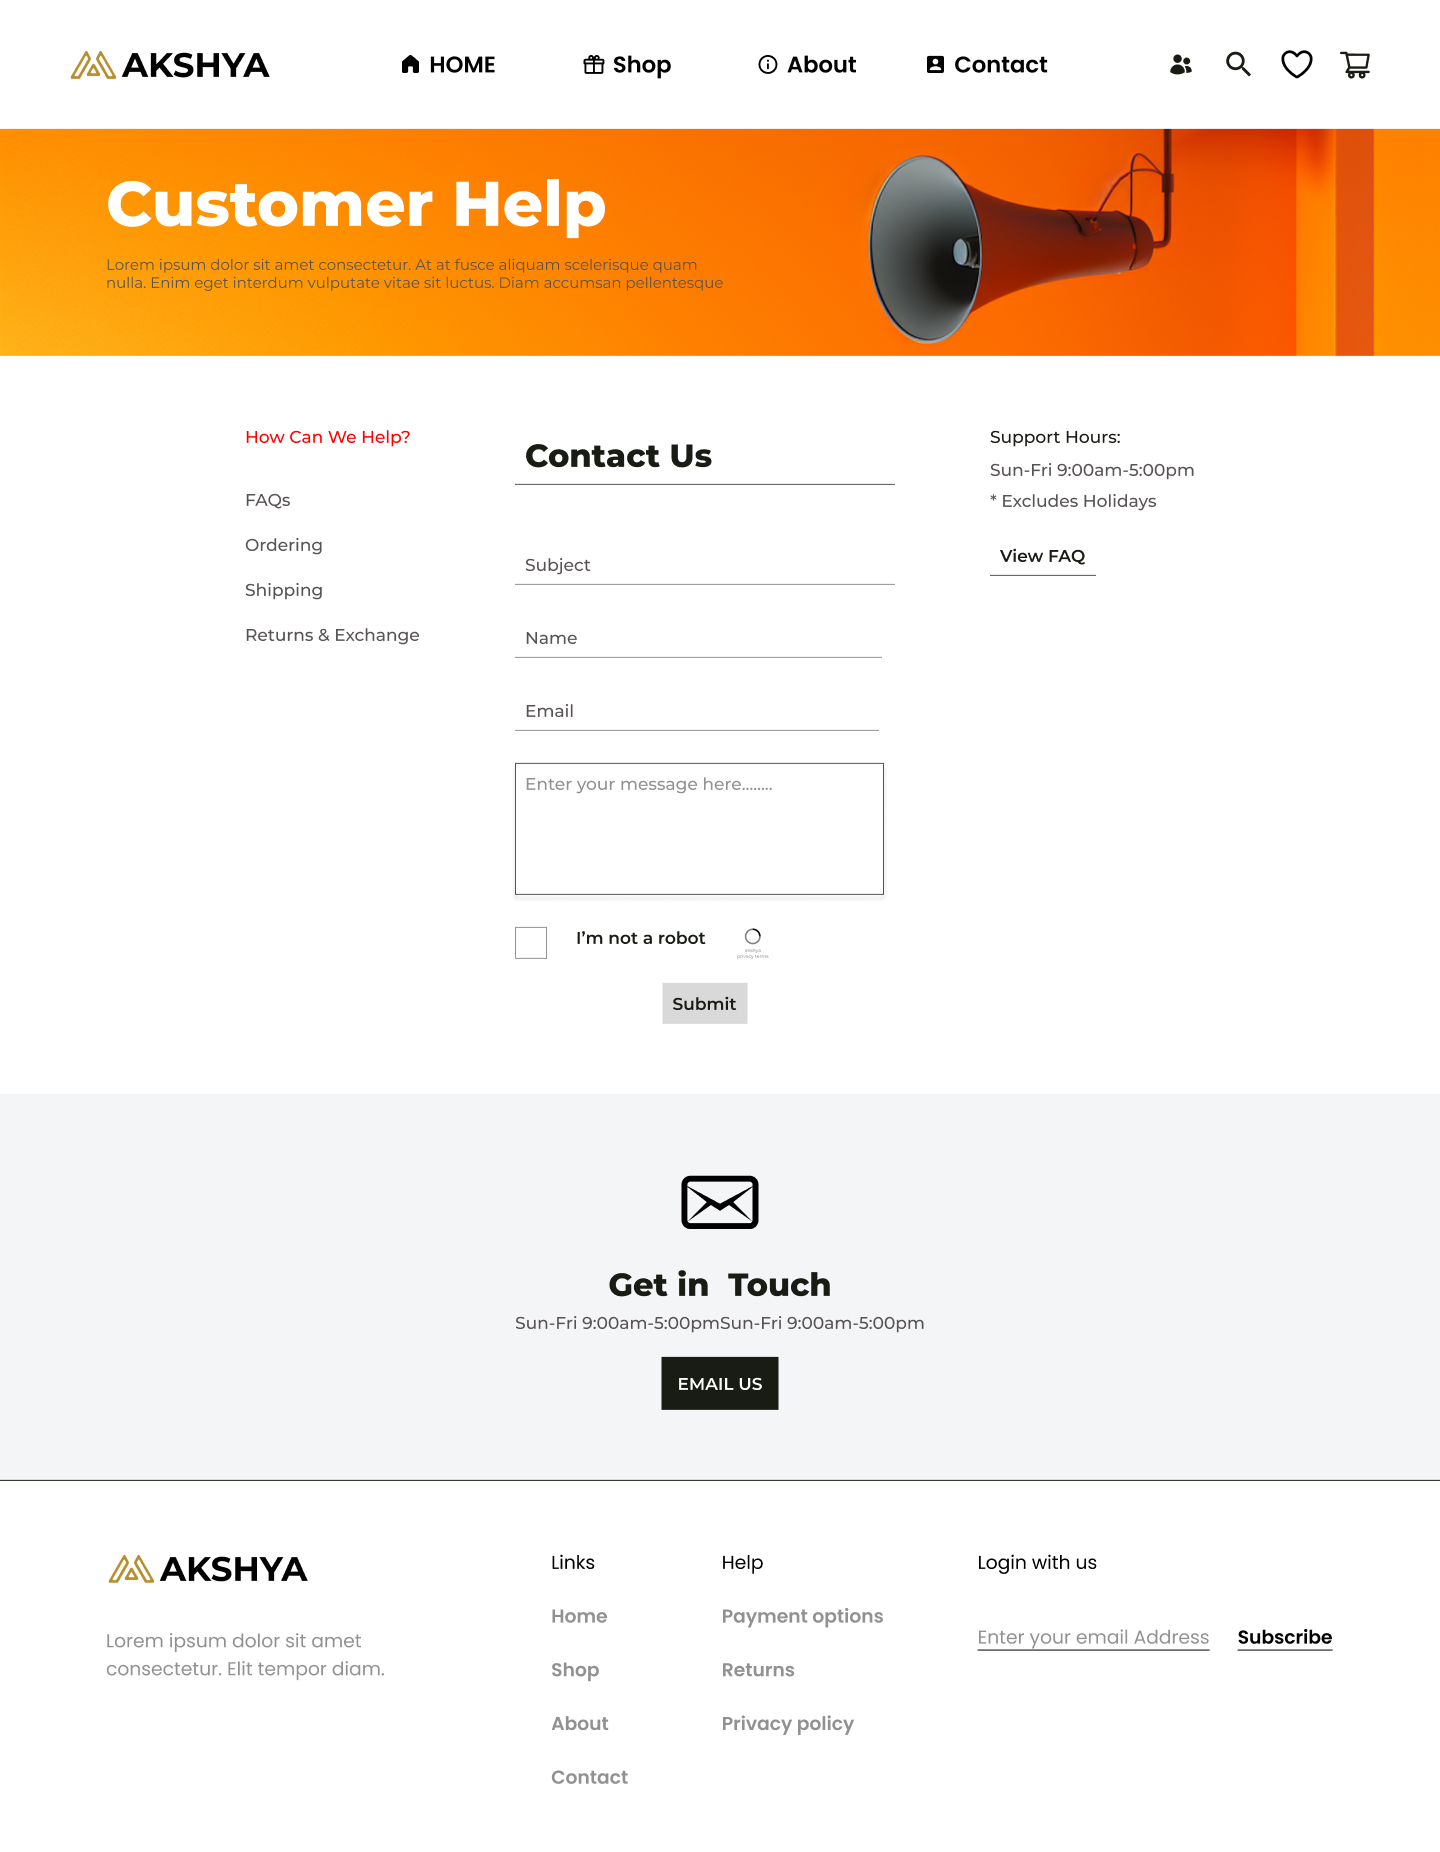 AKSHYA
HOME
Shop
About
Contact
Customer Help
Lorem ipsum dolor sit amet consectetur. At at fusce aliquam scelerisque quam
nulla. Enim eget interdum vulputate vitae sit luctus. Diam accumsan pellentesque
How Can We Help?
FAQs
Ordering
Shipping
Returns & Exchange
Contact Us
Subject
Name
Email
Enter your message here........
I’m not a robot
akshya
privacy terms
Submit
Support Hours:
Sun-Fri 9:00am-5:00pm
* Excludes Holidays
View FAQ
Get in  Touch
Sun-Fri 9:00am-5:00pmSun-Fri 9:00am-5:00pm
EMAIL US
AKSHYA
Lorem ipsum dolor sit amet
consectetur. Elit tempor diam.
Links
Home
Shop
About
Contact
Help
Payment options
Returns
Privacy policy
Login with us
Enter your email Address
Subscribe